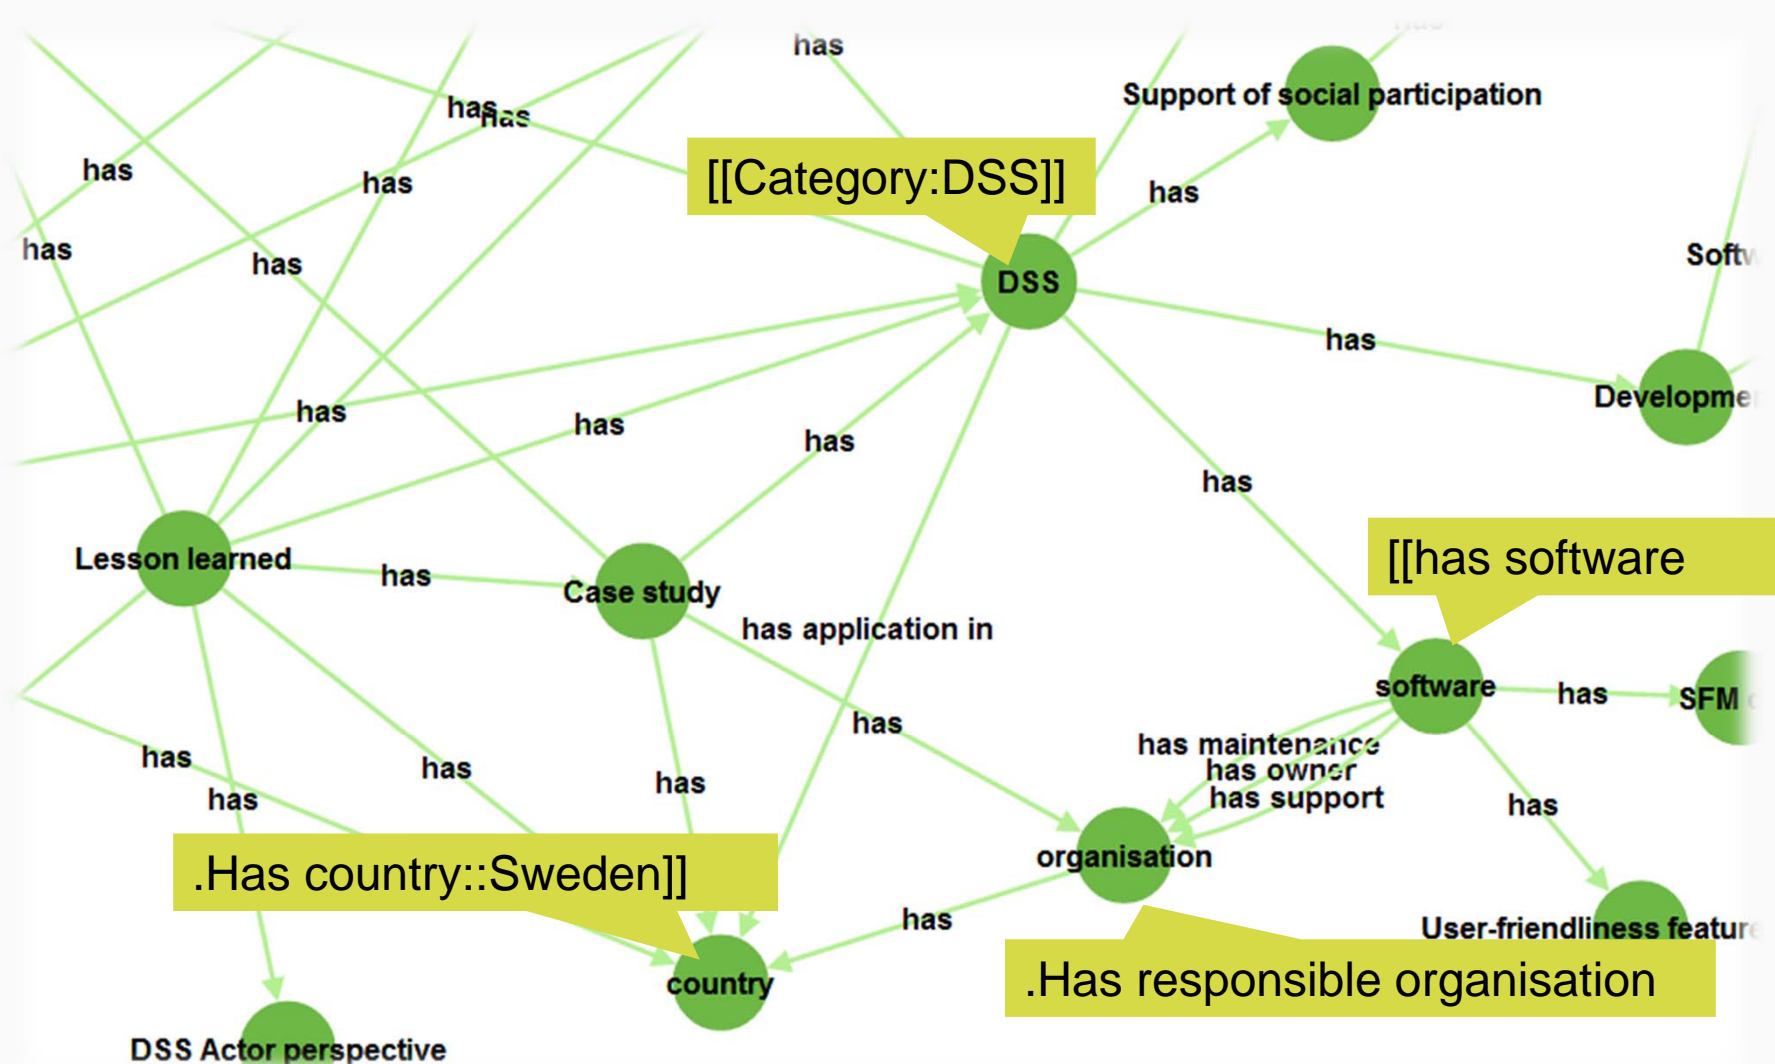 has
Support of social participation
has
has
has
has
[[Category:DSS]]
has
has
has
DSS
has
has
has
has
has
Developme
has
[[has software
Lesson learned
has
Case study
has application in
software
has
SFM
has
has maintenance
has owner
has support
has
has
has
has
has
organisation
.Has country::Sweden]]
has
User-friendliness feature
.Has responsible organisation
country
DSS Actor perspective